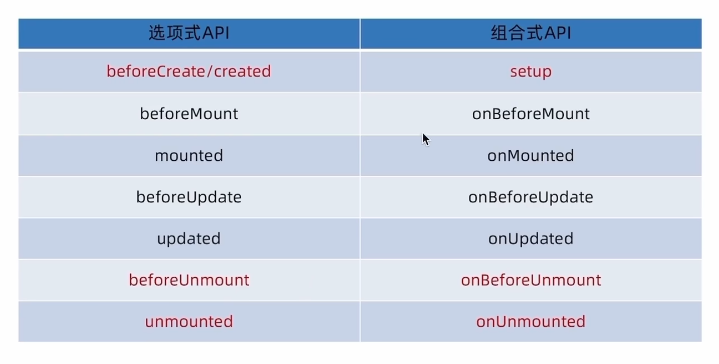 选项式API 组合式API
beforeCreate/created setup
beforeMount onBeforeMount
mounted onMounted
beforeUpdate onBeforeUpdate
updated onUpdated
beforeUnmount onBeforeUnmount
unmounted onUnmounted